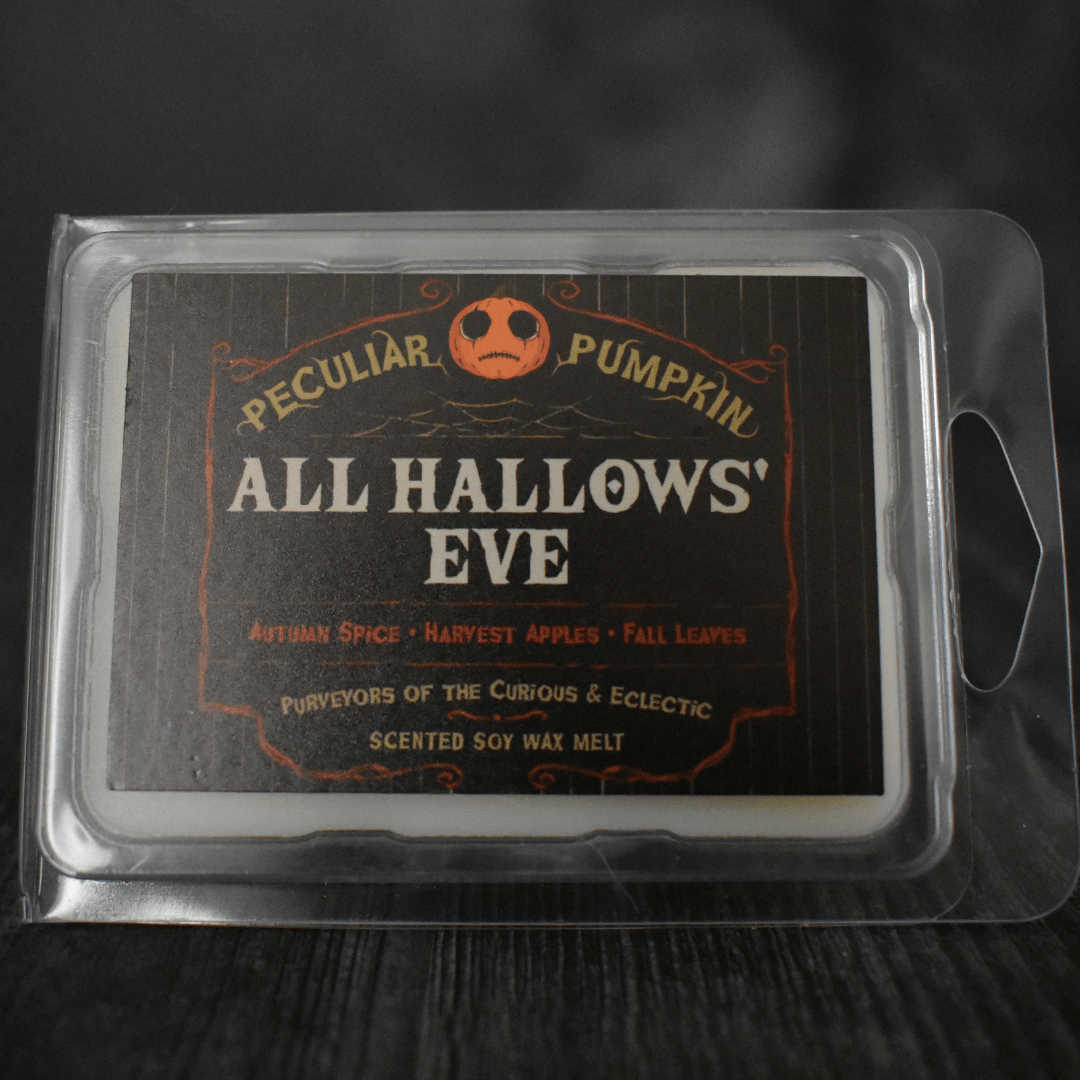 PECULIAR PUMPKIN
ALL HALLOWS'
EVE
AUTUMN SPICE • HARVEST APPLES • FALL LEAVES
PURVEYORS OF THE CURIOUS & ECLECTIC
SCENTED SOY WAX MELT